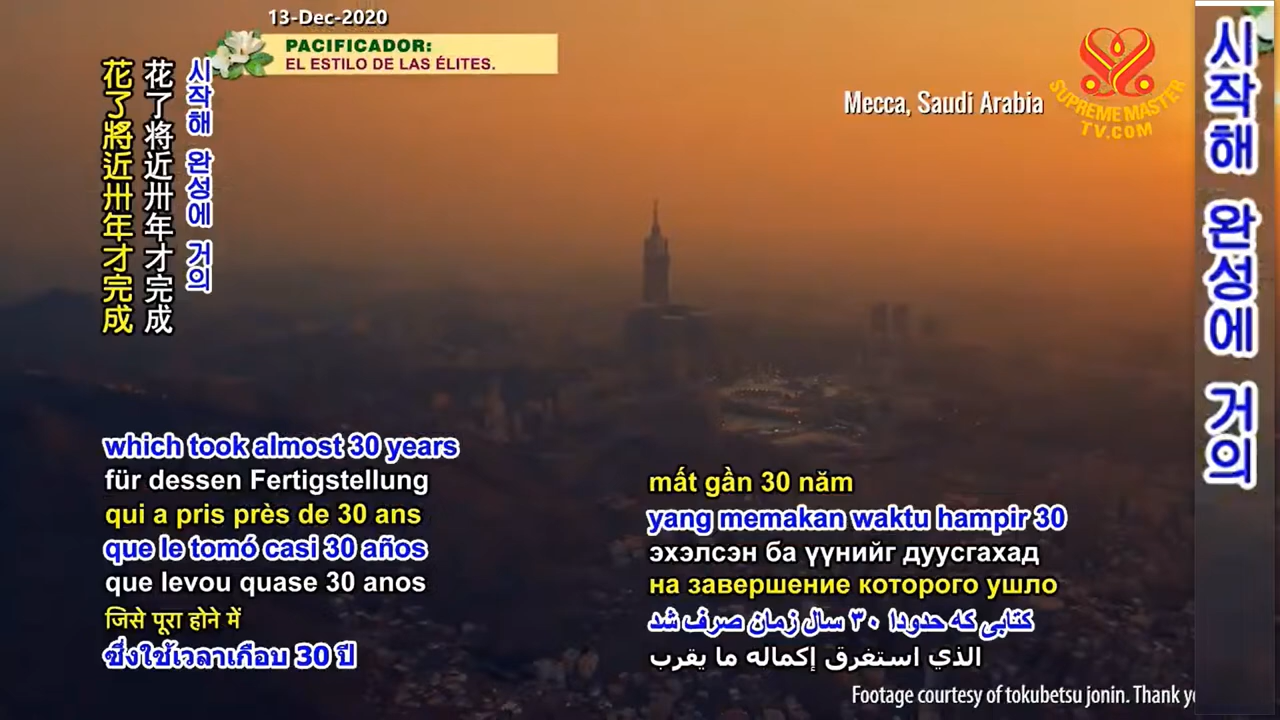 13-Dec-2020
PACIFICADOR:
EL ESTILO DE LAS ÉLITES.
Mecca, Saudi Arabia
SUPREME MASTER
TV.COM
시작해 완성에 거의
花了将近卅年才完成
花了將近卅年才完成
시작해 완성에 거의
which took almost 30 years
für dessen Fertigstellung
qui a pris près de 30 ans
que le tomó casi 30 años
que levou quase 30 anos
जिसे पूरा होने में
ซึ่งใช้เวลาเกือบ 30 ปี
mất gần 30 năm
yang memakan waktu hampir 30
эхэлсэн ба үүнийг дуусгахад
на завершение которого ушло
کتابی که حدودا ۳۰ سال زمان صرف شد
الذي استغرق إكماله ما يقرب
Footage courtesy of tokubetsu jonin. Thank yo